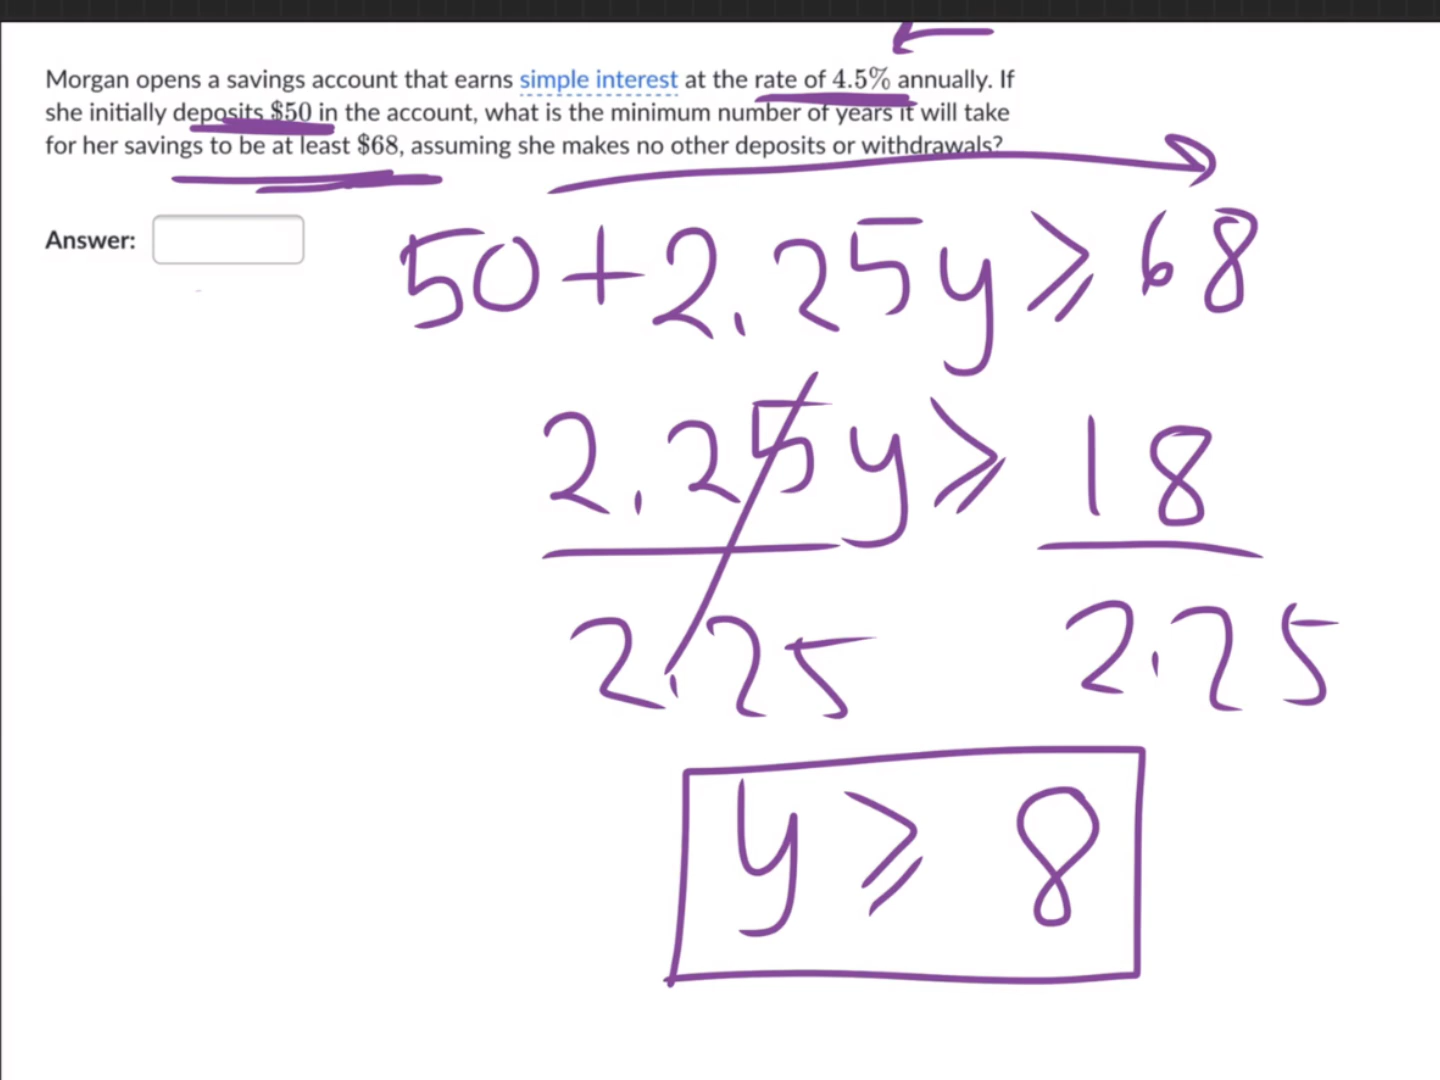 Morgan opens a savings account that earns simple interest at the rate of 4.5% annually. If
she initially deposits $50 in the account, what is the minimum number of years it will take
for her savings to be at least $68, assuming she makes no other deposits or withdrawals?
Answer:
50+2.25y ⩾ 68
2.25y ⩾ 18
2.25 2.25
y ⩾ 8